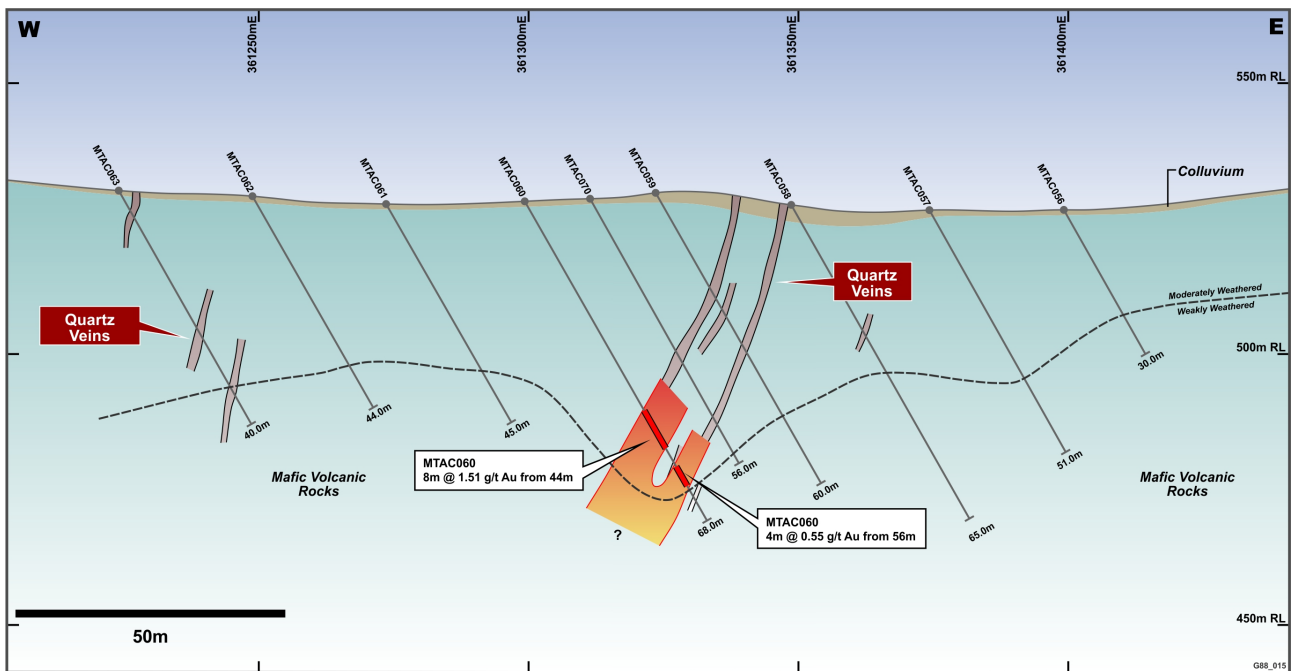 W
E
361250mE
361300mE
361350mE
361400mE
550m RL
MTAC063
MTAC062
MTAC061
MTAC060
MTAC070
MTAC059
MTAC058
MTAC057
MTAC056
Colluvium
Quartz
Veins
Quartz
Veins
Moderately Weathered
Weakly Weathered
500m RL
30.0m
40.0m
44.0m
45.0m
56.0m
60.0m
51.0m
65.0m
68.0m
MTAC060
8m @ 1.51 g/t Au from 44m
MTAC060
4m @ 0.55 g/t Au from 56m
?
Mafic Volcanic
Rocks
Mafic Volcanic
Rocks
450m RL
50m
G88_015